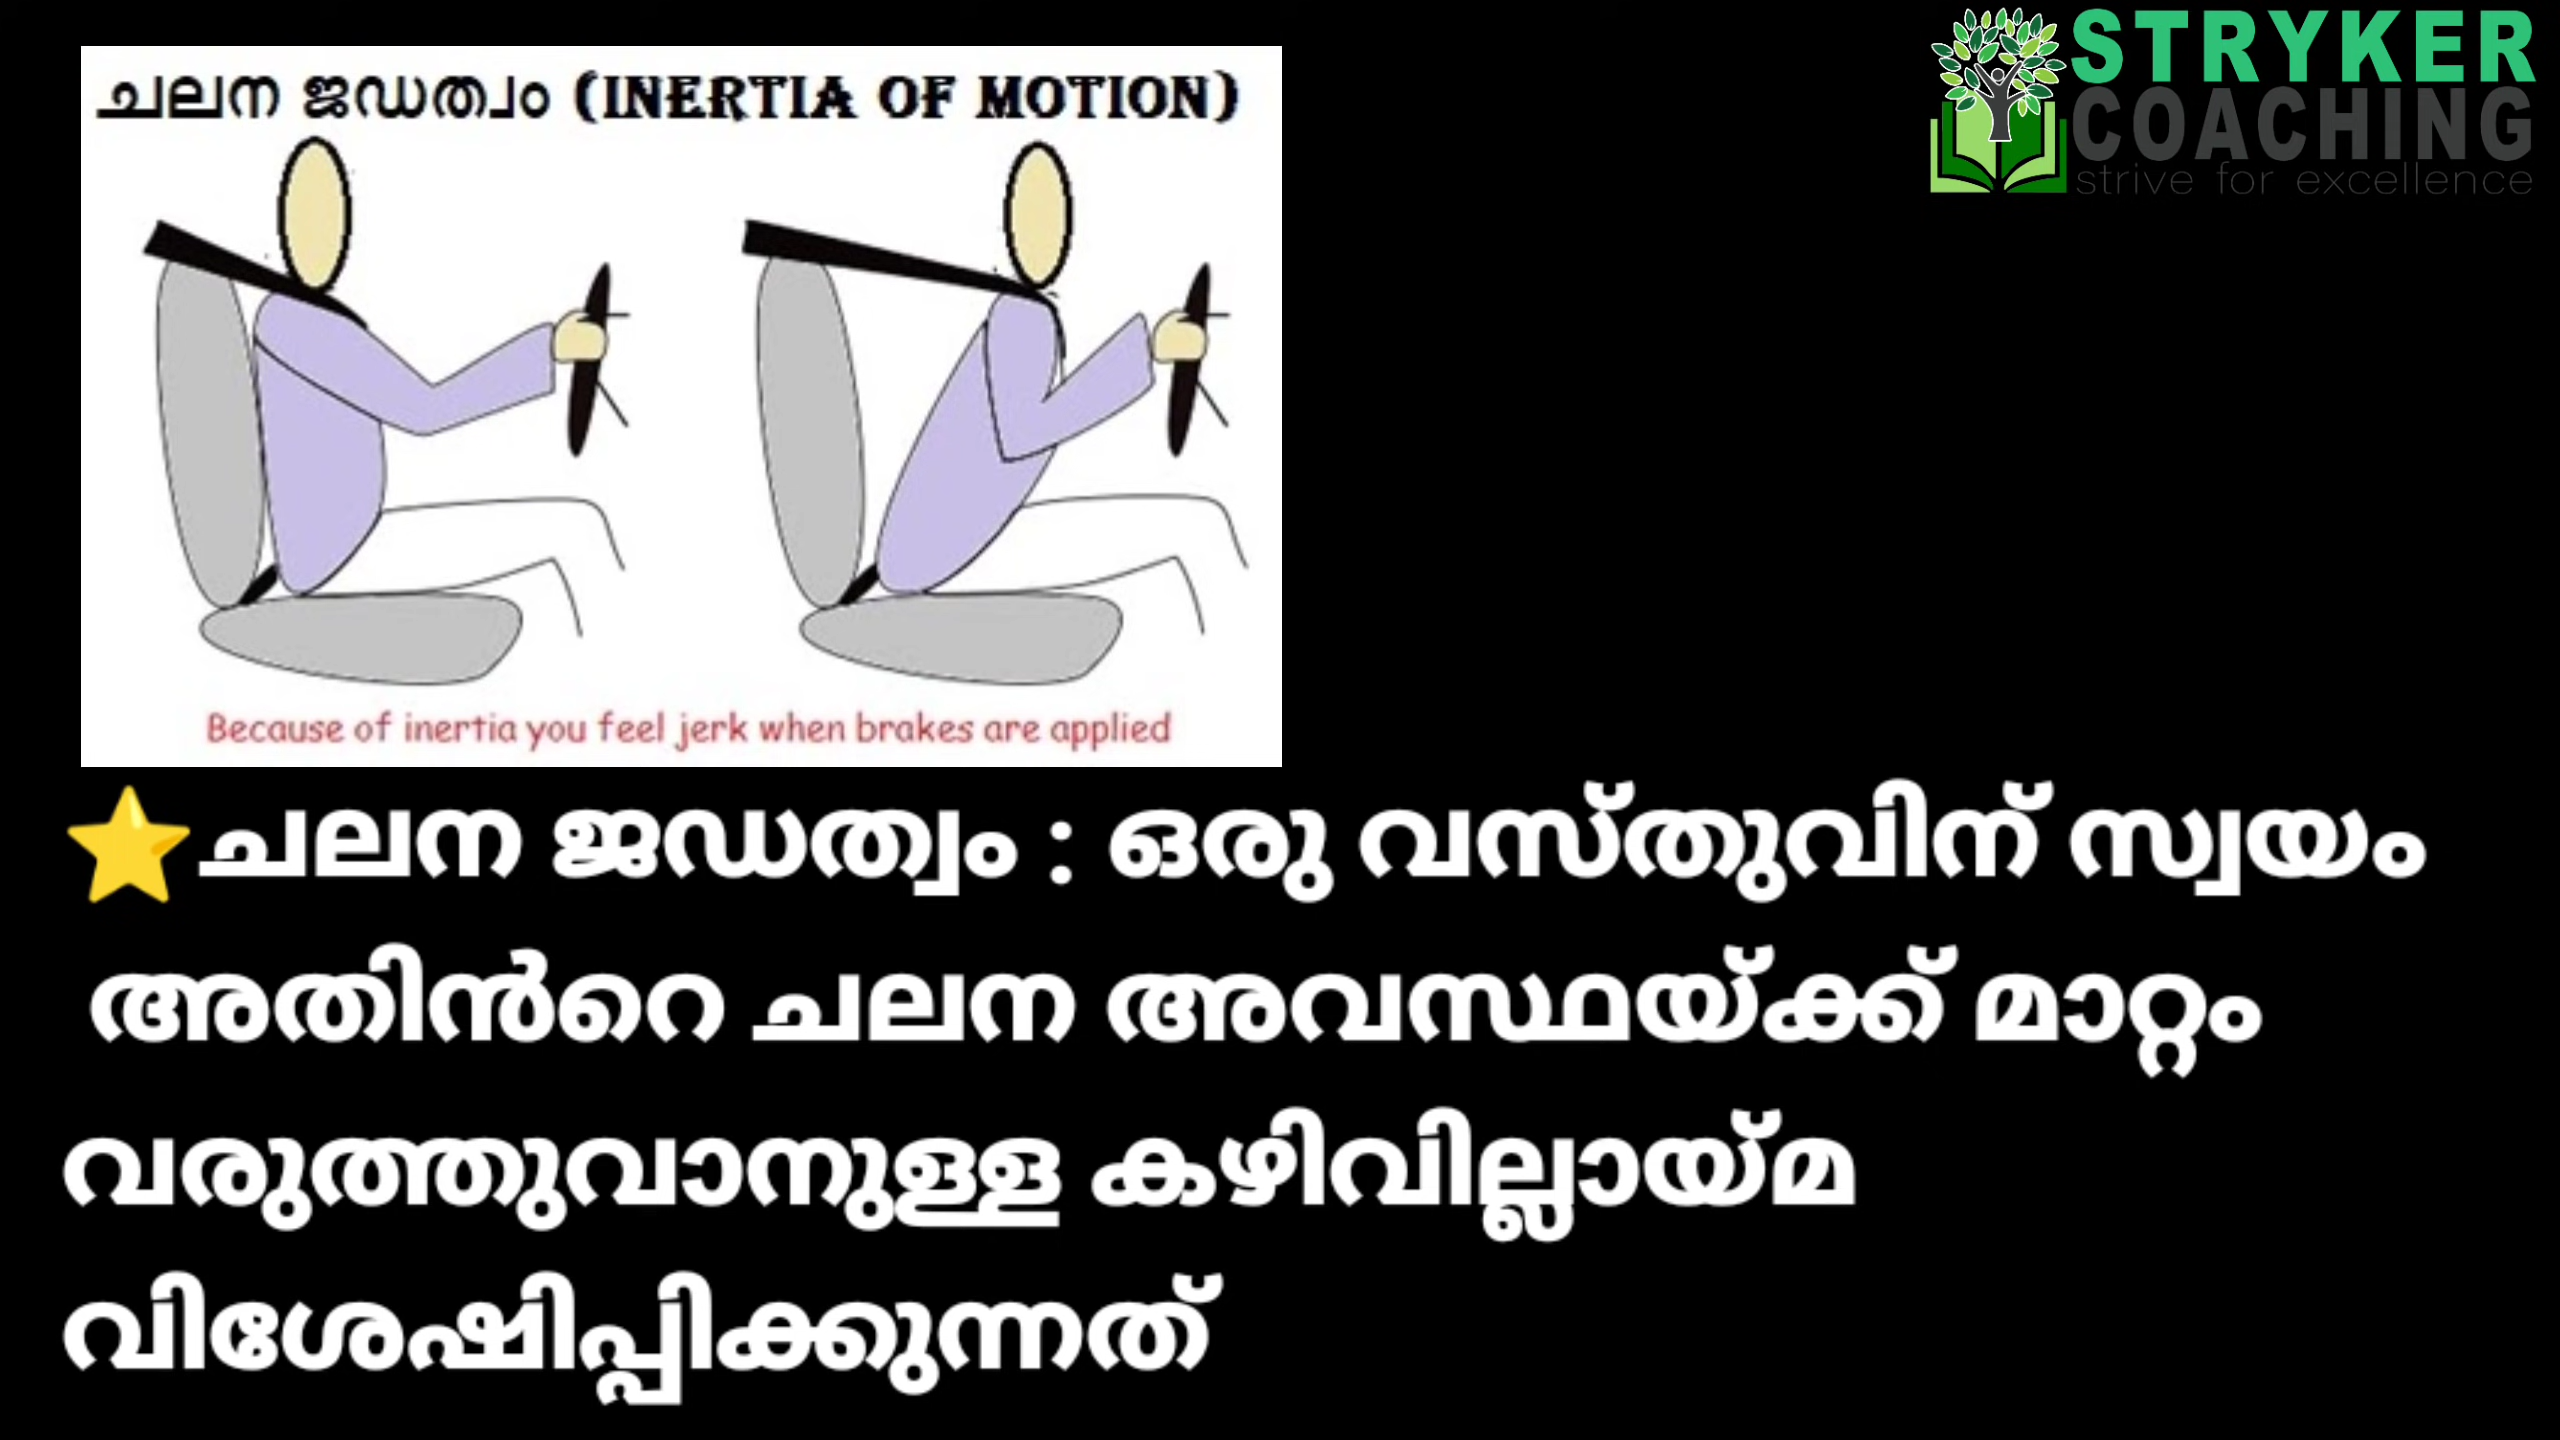 ചലന ജഡത്വം (INERTIA OF MOTION)
Because of inertia you feel jerk when brakes are applied
STRYKER
COACHING
strive for excellence
⭐ചലന ജഡത്വം : ഒരു വസ്തുവിന് സ്വയം
അതിൻറെ ചലന അവസ്ഥയ്ക്ക് മാറ്റം
വരുത്തുവാനുള്ള കഴിവില്ലായ്മ
വിശേഷിപ്പിക്കുന്നത്